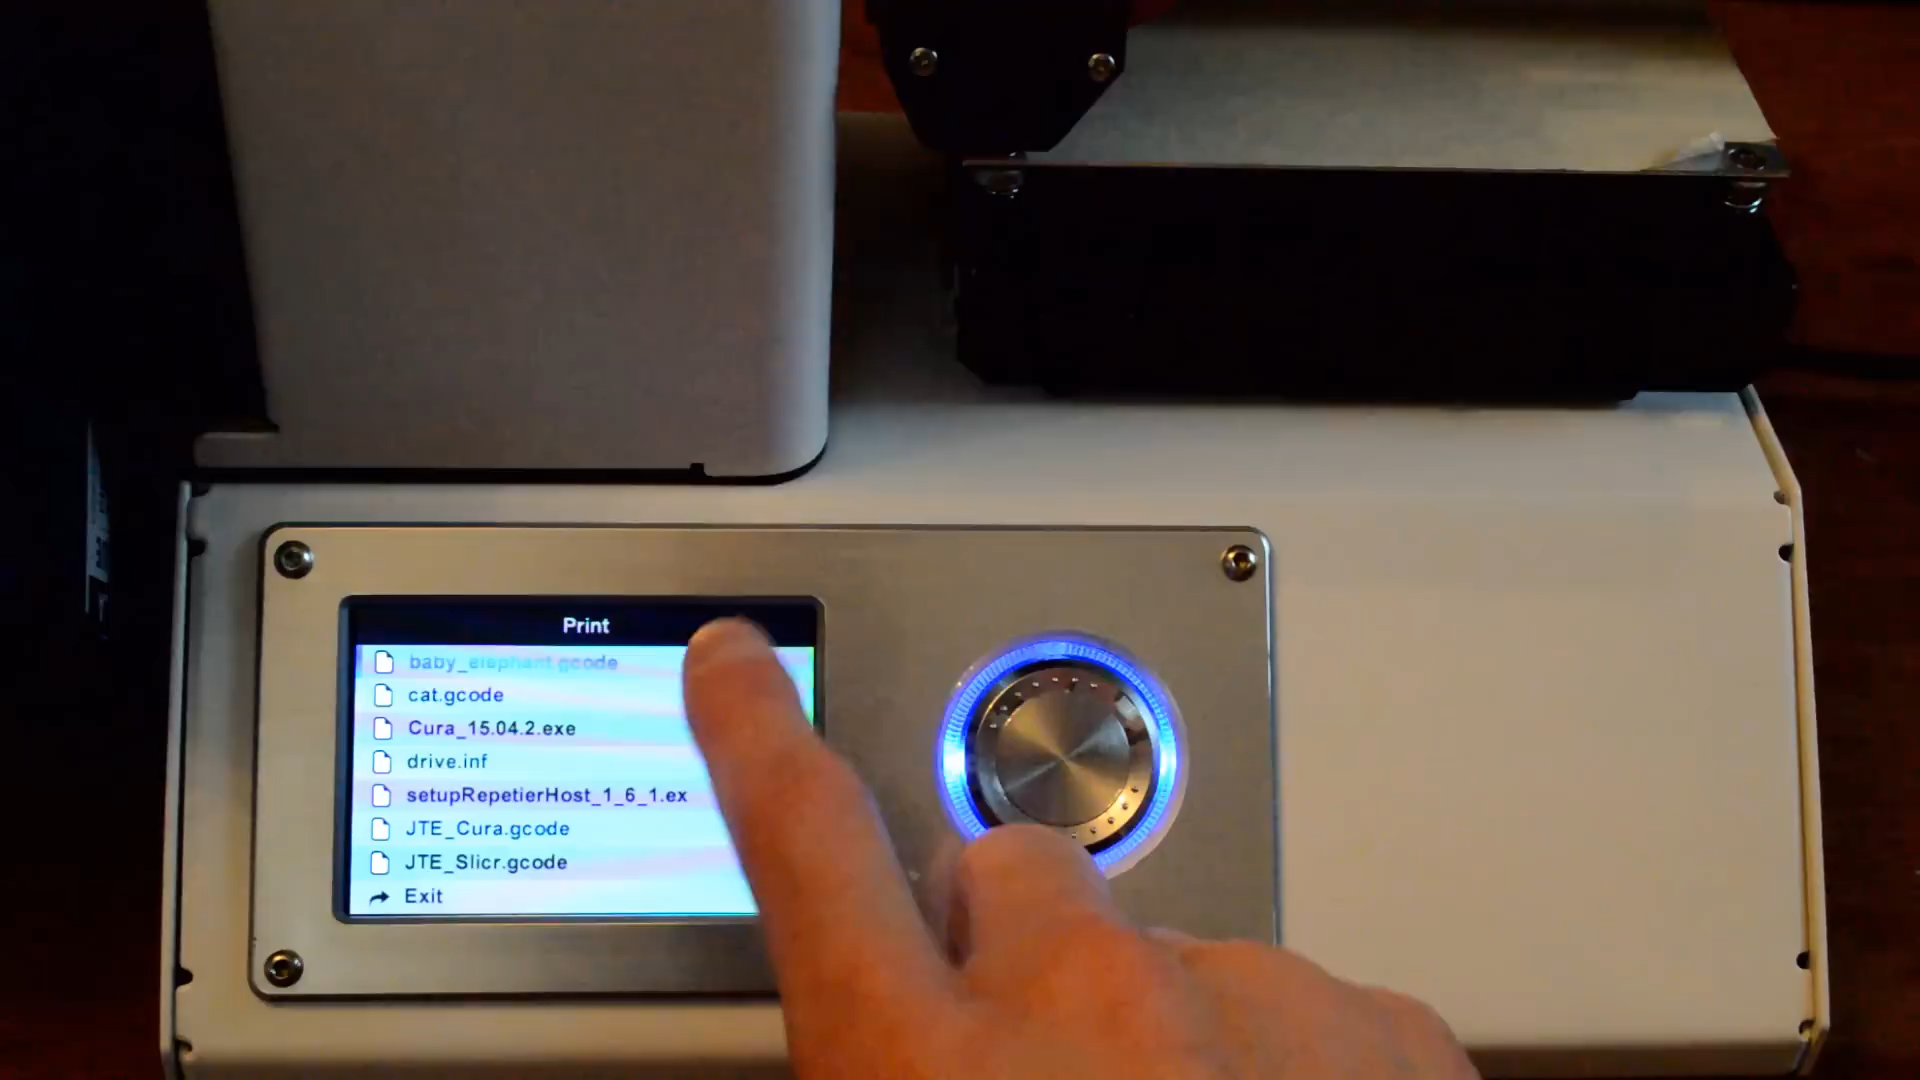 Print
baby_elephant.gcode
cat.gcode
Cura_15.04.2.exe
drive.inf
setupRepetierHost_1_6_1.ex
JTE_Cura.gcode
JTE_Slicr.gcode
Exit